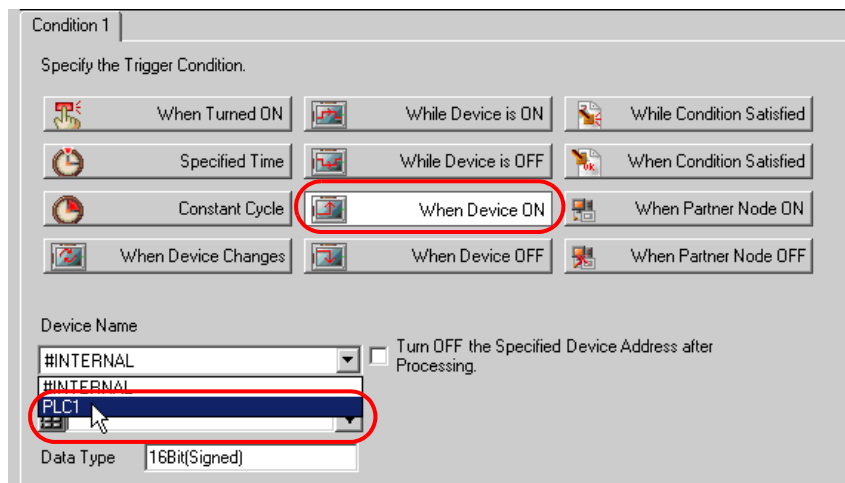 Condition 1
Specify the Trigger Condition.
When Turned ON
While Device is ON
While Condition Satisfied
Specified Time
While Device is OFF
When Condition Satisfied
OK
Constant Cycle
When Device ON
When Partner Node ON
When Device Changes
When Device OFF
When Partner Node OFF
Device Name
#INTERNAL
Turn OFF the Specified Device Address after
Processing.
#INTERNAL
PLC1
Data Type
16Bit(Signed)